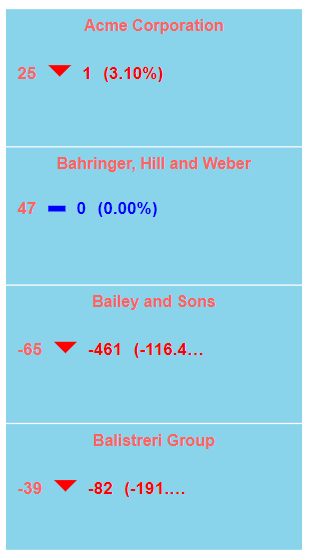 Acme Corporation
25 1 (3.10%)
Bahringer, Hill and Weber
47 0 (0.00%)
Bailey and Sons
-65 -461 (-116.4...
Balistreri Group
-39 -82 (-191....